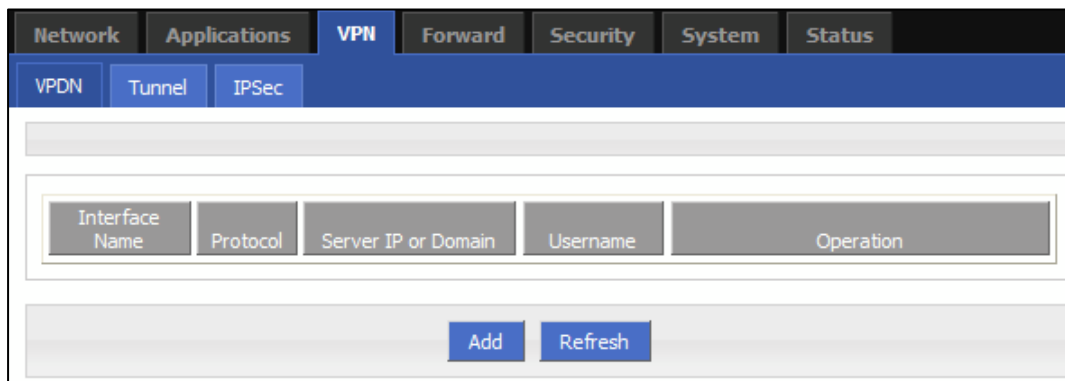 Network Applications VPN Forward Security System Status
VPDN Tunnel IPSec
Interface
Name Protocol Server IP or Domain Username Operation
Add Refresh